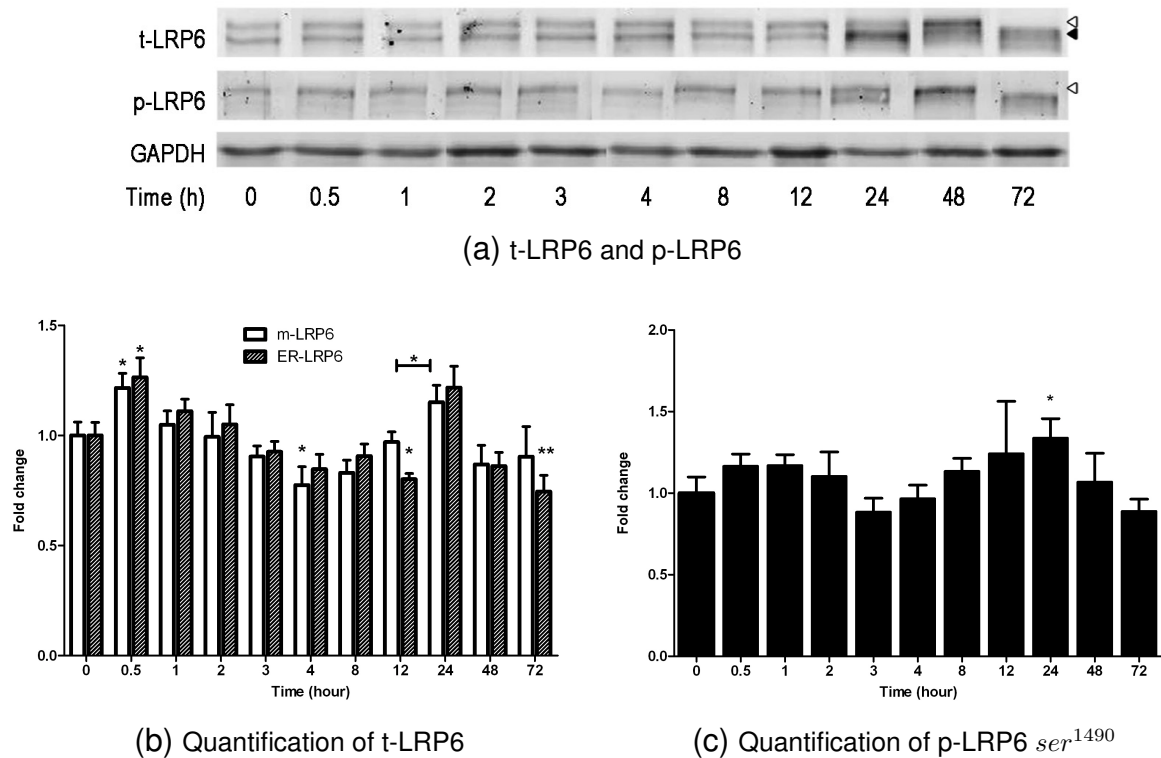 t-LRP6
p-LRP6
GAPDH
Time (h) 0 0.5 1 2 3 4 8 12 24 48 72
(a) t-LRP6 and p-LRP6
1.5
1.0
0.5
0.0
Fold change
m-LRP6
ER-LRP6
* * * * * **
*
0 0.5 1 2 3 4 8 12 24 48 72
Time (hour)
(b) Quantification of t-LRP6
2.0
1.5
1.0
0.5
0.0
Fold change
*
0 0.5 1 2 3 4 8 12 24 48 72
Time (hour)
(c) Quantification of p-LRP6 ser¹⁴⁹⁰